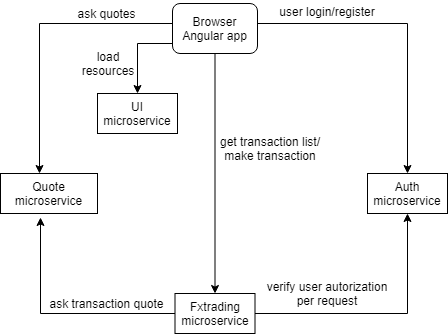 ask quotes
Browser
Angular app
user login/register
load
resources
UI
microservice
get transaction list/
make transaction
Quote
microservice
Auth
microservice
ask transaction quote
Fxtrading
microservice
verify user autorization
per request